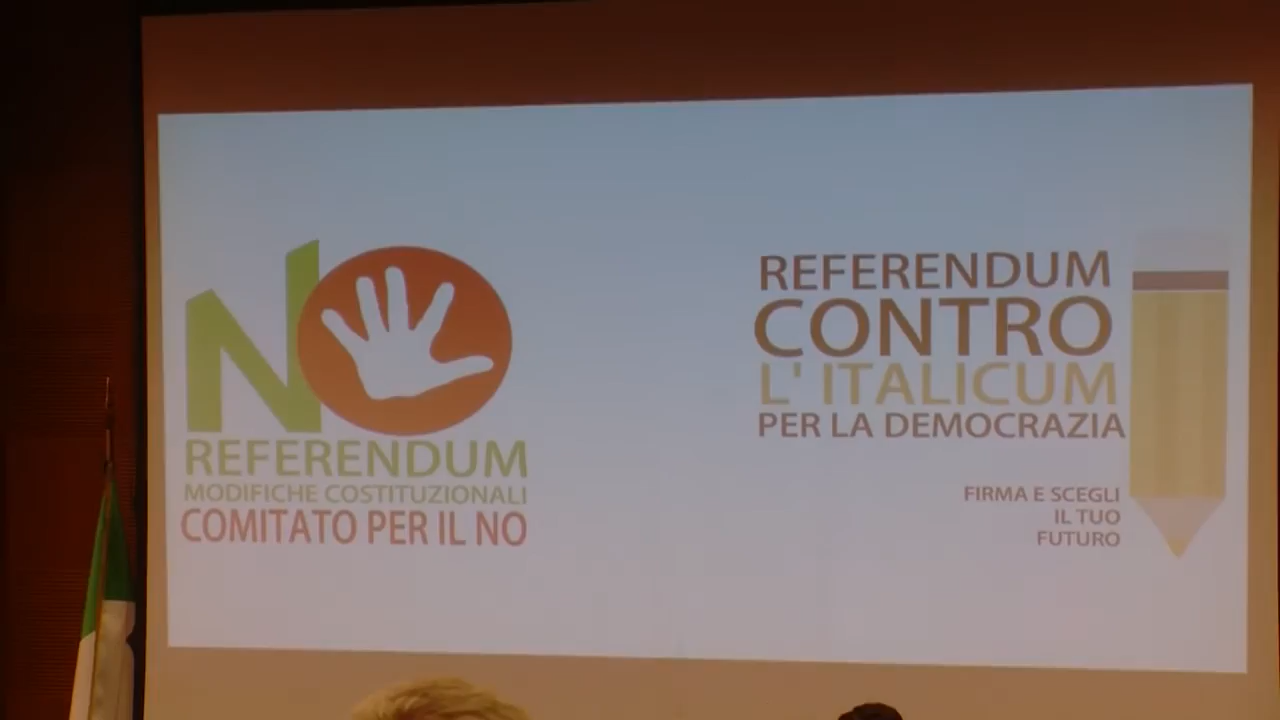 NO
REFERENDUM
MODIFICHE COSTITUZIONALI
COMITATO PER IL NO
REFERENDUM
CONTRO
L' ITALICUM
PER LA DEMOCRAZIA
FIRMA E SCEGLI
IL TUO
FUTURO